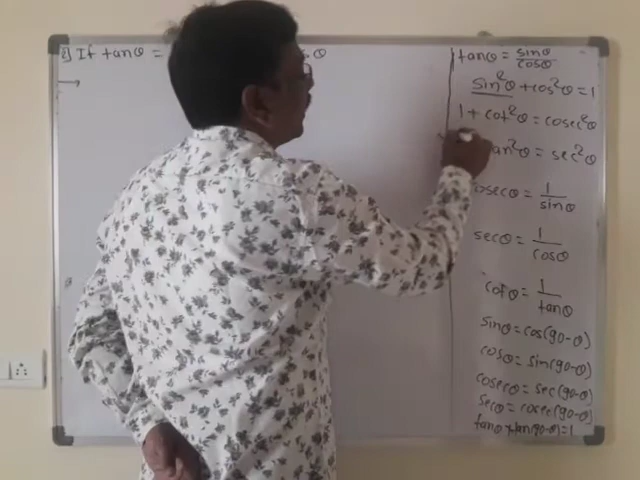 If tanθ = θ
tanθ = sinθ/cosθ
sin²θ + cos²θ = 1
1 + cot²θ = cosec²θ
tan²θ = sec²θ
cosecθ = 1/sinθ
secθ = 1/cosθ
cotθ = 1/tanθ
sinθ = cos(90-θ)
cosθ = sin(90-θ)
cosecθ = sec(90-θ)
secθ = cosec(90-θ)
tanθ × tan(90-θ) = 1